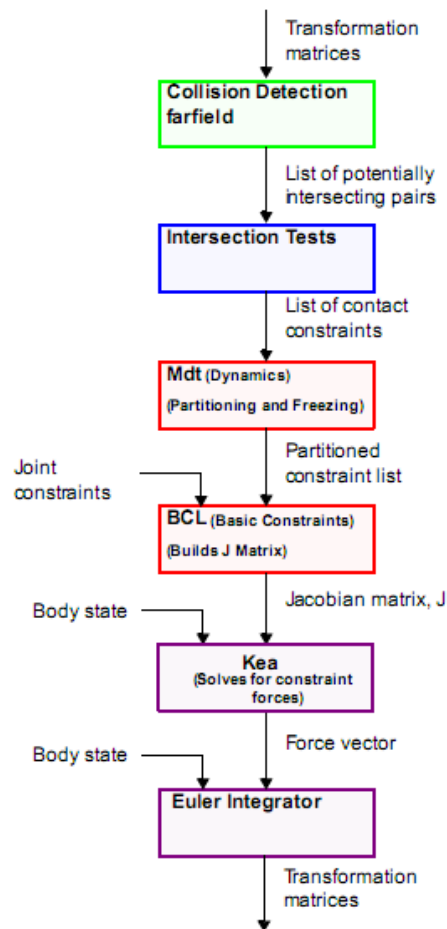 Transformation
matrices
Collision Detection
farfield
List of potentially
intersecting pairs
Intersection Tests
List of contact
constraints
Mdt (Dynamics)
(Partitioning and Freezing)
Partitioned
constraint list
Joint
constraints
BCL (Basic Constraints)
(Builds J Matrix)
Jacobian matrix, J
Body state
Kea
(Solves for constraint
forces)
Force vector
Body state
Euler Integrator
Transformation
matrices